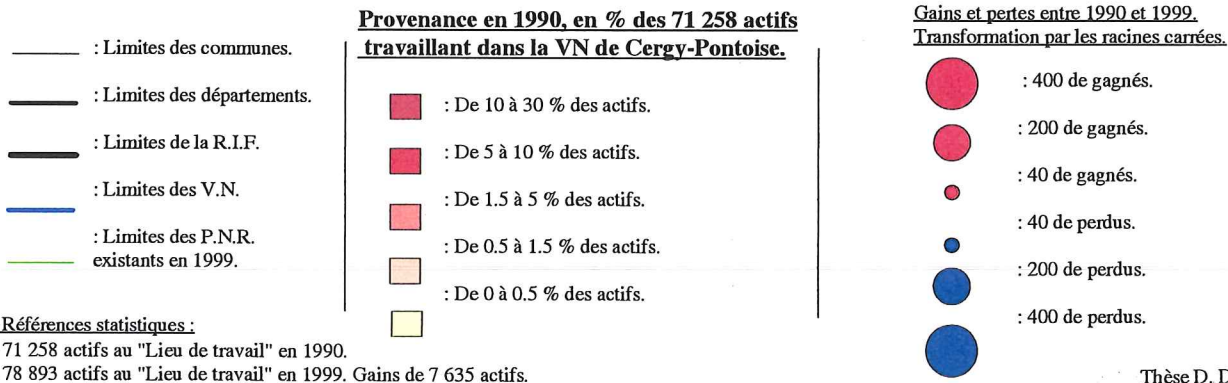 : Limites des communes.
: Limites des départements.
: Limites de la R.I.F.
: Limites des V.N.
: Limites des P.N.R.
existants en 1999.
Provenance en 1990, en % des 71 258 actifs
travaillant dans la VN de Cergy-Pontoise.
: De 10 à 30 % des actifs.
: De 5 à 10 % des actifs.
: De 1.5 à 5 % des actifs.
: De 0.5 à 1.5 % des actifs.
: De 0 à 0.5 % des actifs.
Gains et pertes entre 1990 et 1999.
Transformation par les racines carrées.
: 400 de gagnés.
: 200 de gagnés.
: 40 de gagnés.
: 40 de perdus.
: 200 de perdus.
: 400 de perdus.
Références statistiques :
71 258 actifs au "Lieu de travail" en 1990.
78 893 actifs au "Lieu de travail" en 1999. Gains de 7 635 actifs.
Thèse D.